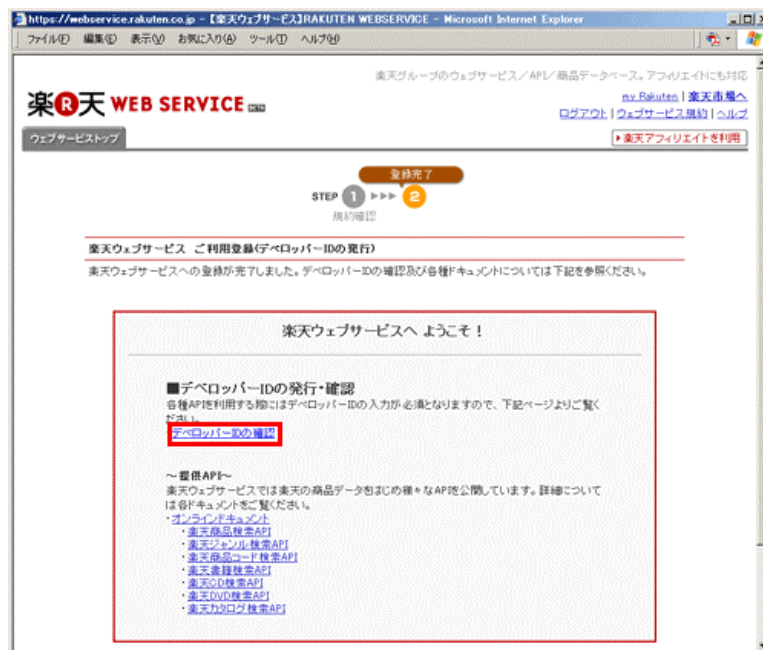 https://webservice.rakuten.co.jp - 【楽天ウェブサービス】RAKUTEN WEBSERVICE - Microsoft Internet Explorer
ファイル(F) 編集(E) 表示(V) お気に入り(A) ツール(T) ヘルプ(H)
楽天グループのウェブサービス/API/商品データベース。アフィリエイトにも対応
楽R天 WEB SERVICE
my Rakuten | 楽天市場へ
ログアウト | ウェブサービス規約 | ヘルプ
ウェブサービストップ
楽天アフィリエイトを利用
登録完了
STEP 1 2
規約確認
楽天ウェブサービス ご利用登録(デベロッパーIDの発行)
楽天ウェブサービスへの登録が完了しました。デベロッパーIDの確認及び各種ドキュメントについては下記を参照ください。
楽天ウェブサービスへ ようこそ!
■デベロッパーIDの発行・確認
各種APIを利用する際にはデベロッパーIDの入力が必須となりますので、下記ページよりご覧く
ださい。
デベロッパーIDの確認
~提供API~
楽天ウェブサービスでは楽天の商品データをはじめ様々なAPIを公開しています。詳細について
は各ドキュメントをご覧ください。
・オンラインドキュメント
・楽天商品検索API
・楽天ジャンル検索API
・楽天商品コード検索API
・楽天書籍検索API
・楽天CD検索API
・楽天DVD検索API
・楽天カタログ検索API